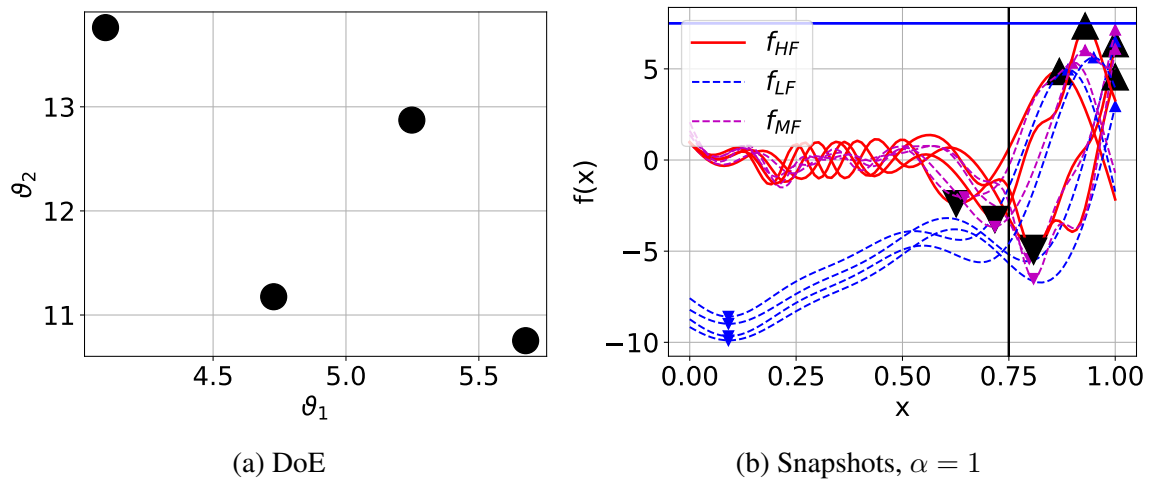 13
12
11
ϑ₂
4.5 5.0 5.5
ϑ₁
(a) DoE
f_HF
f_LF
f_MF
5
0
−5
−10
f(x)
0.00 0.25 0.50 0.75 1.00
x
(b) Snapshots, α = 1